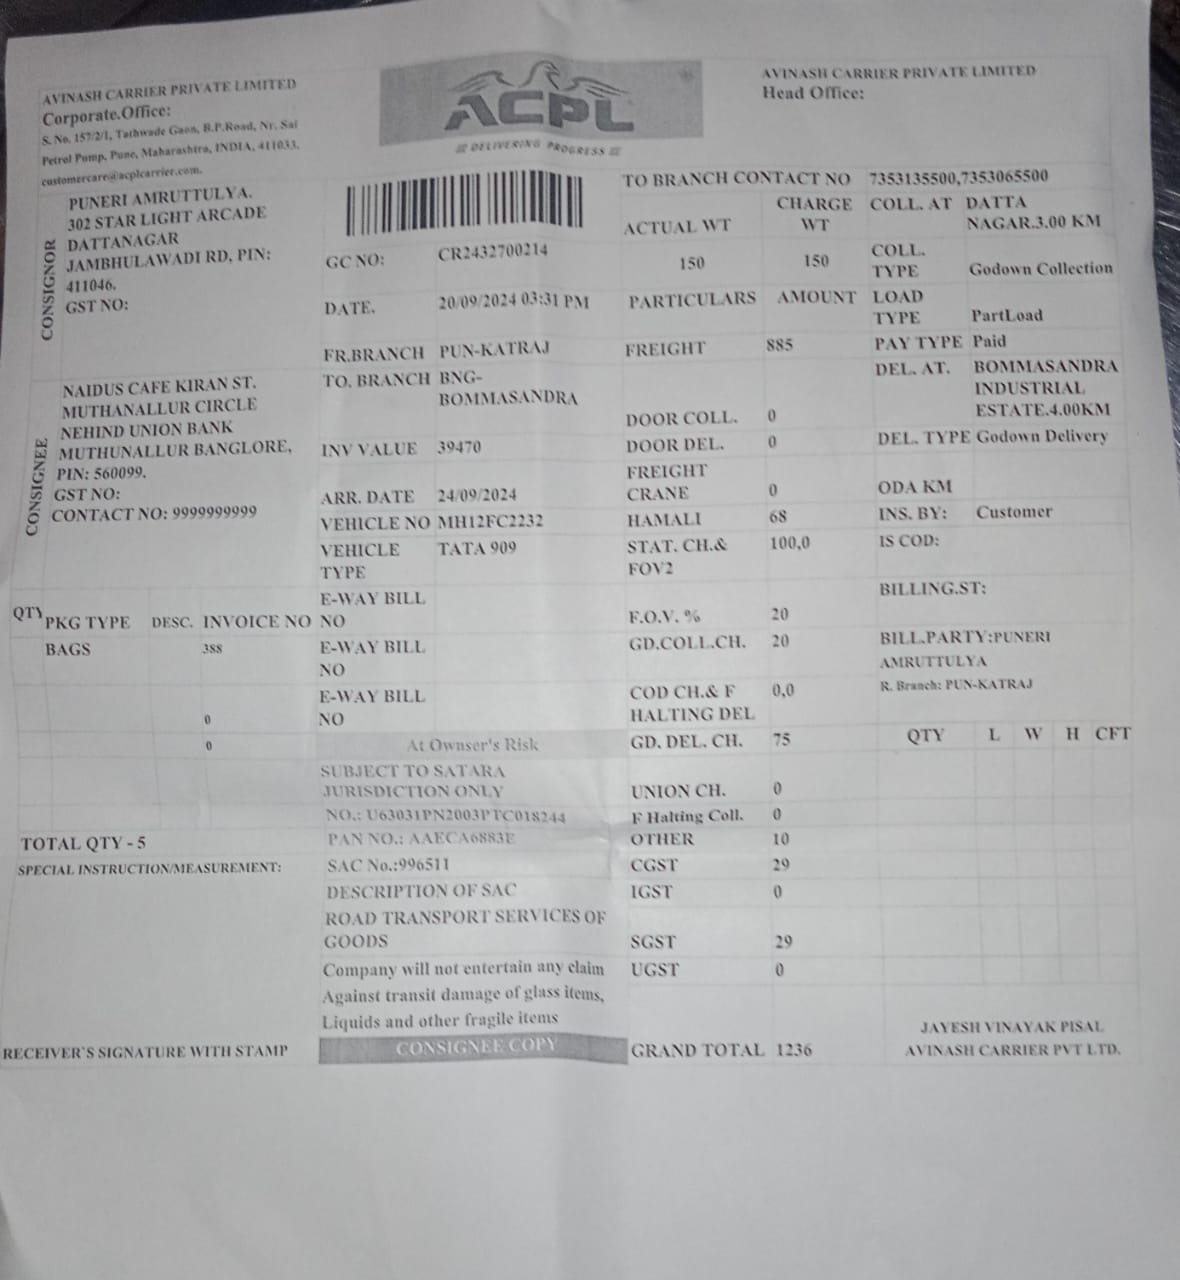 AVINASH CARRIER PRIVATE LIMITED
Corporate.Office:
S. No. 157/2/1, Tathwade Gaon, B.P.Road, Nr. Sai
Petrol Pump, Pune, Maharashtra, INDIA, 411033.
customercare@acplcarrier.com.
ACPL
DELIVERING PROGRESS
AVINASH CARRIER PRIVATE LIMITED
Head Office:
CONSIGNOR
PUNERI AMRUTTULYA.
302 STAR LIGHT ARCADE
DATTANAGAR
JAMBHULAWADI RD, PIN:
411046.
GST NO:
CONSIGNEE
NAIDUS CAFE KIRAN ST.
MUTHANALLUR CIRCLE
NEHIND UNION BANK
MUTHUNALLUR BANGLORE,
PIN: 560099.
GST NO:
CONTACT NO: 9999999999
GC NO: CR2432700214
DATE. 20/09/2024 03:31 PM
FR.BRANCH PUN-KATRAJ
TO. BRANCH BNG-
BOMMASANDRA
INV VALUE 39470
ARR. DATE 24/09/2024
VEHICLE NO MH12FC2232
VEHICLE TATA 909
TYPE
TO BRANCH CONTACT NO 7353135500,7353065500
ACTUAL WT CHARGE
WT
150 150
PARTICULARS AMOUNT
FREIGHT 885
DOOR COLL. 0
DOOR DEL. 0
FREIGHT
CRANE 0
HAMALI 68
STAT. CH.& 100,0
FOV2
F.O.V. % 20
GD.COLL.CH. 20
COD CH.& F 0,0
HALTING DEL
GD. DEL. CH. 75
UNION CH. 0
F Halting Coll. 0
OTHER 10
CGST 29
IGST 0
SGST 29
UGST 0
GRAND TOTAL 1236
COLL. AT DATTA
NAGAR.3.00 KM
COLL.
TYPE Godown Collection
LOAD
TYPE PartLoad
PAY TYPE Paid
DEL. AT. BOMMASANDRA
INDUSTRIAL
ESTATE.4.00KM
DEL. TYPE Godown Delivery
ODA KM
INS. BY: Customer
IS COD:
BILLING.ST:
BILL.PARTY:PUNERI
AMRUTTULYA
R. Branch: PUN-KATRAJ
QTY L W H CFT
QTY PKG TYPE DESC. INVOICE NO
BAGS 388
0
0
E-WAY BILL
NO
E-WAY BILL
NO
E-WAY BILL
NO
At Ownser's Risk
SUBJECT TO SATARA
JURISDICTION ONLY
NO.: U63031PN2003PTC018244
PAN NO.: AAECA6883E
SAC No.:996511
DESCRIPTION OF SAC
ROAD TRANSPORT SERVICES OF
GOODS
Company will not entertain any claim
Against transit damage of glass items,
Liquids and other fragile items
CONSIGNEE COPY
TOTAL QTY - 5
SPECIAL INSTRUCTION/MEASUREMENT:
RECEIVER`S SIGNATURE WITH STAMP
JAYESH VINAYAK PISAL
AVINASH CARRIER PVT LTD.